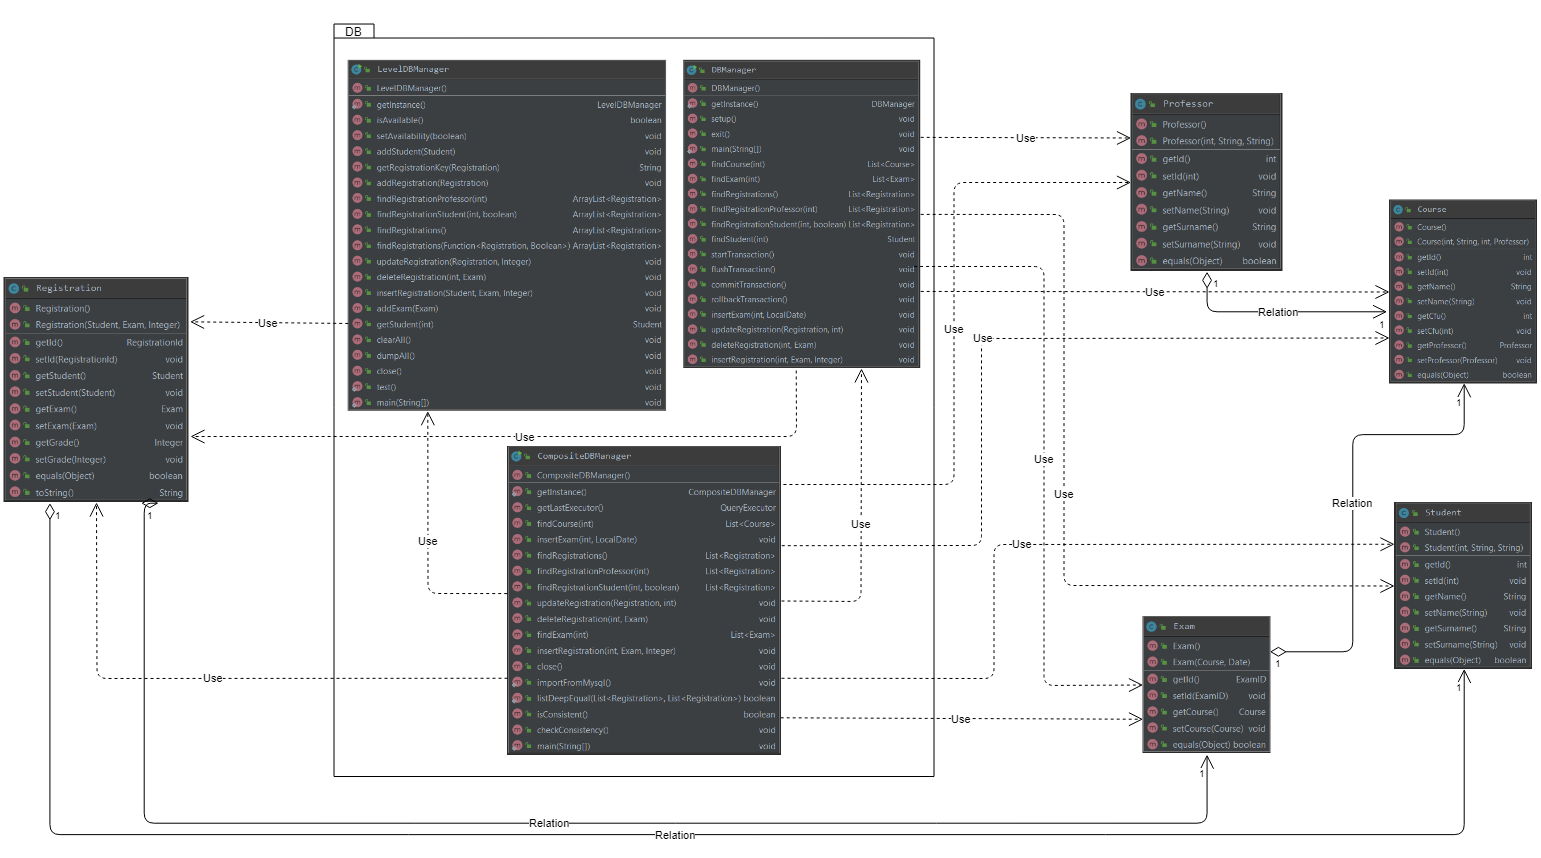 DB
LevelDBManager
LevelDBManager()
getInstance() LevelDBManager
isAvailable() boolean
setAvailability(boolean) void
addStudent(Student) void
getRegistrationKey(Registration) String
addRegistration(Registration) void
findRegistrationProfessor(int) ArrayList<Registration>
findRegistrationStudent(int, boolean) ArrayList<Registration>
findRegistrations() ArrayList<Registration>
findRegistrations(Function<Registration, Boolean>) ArrayList<Registration>
updateRegistration(Registration, Integer) void
deleteRegistration(int, Exam) void
insertRegistration(Student, Exam, Integer) void
addExam(Exam) void
getStudent(int) Student
clearAll() void
dumpAll() void
close() void
test() void
main(String[]) void
DBManager
DBManager()
getInstance() DBManager
setup() void
exit() void
main(String[]) void
findCourse(int) List<Course>
findExam(int) List<Exam>
findRegistrations() List<Registration>
findRegistrationProfessor(int) List<Registration>
findRegistrationStudent(int, boolean) List<Registration>
findStudent(int) Student
startTransaction() void
flushTransaction() void
commitTransaction() void
rollbackTransaction() void
insertExam(int, LocalDate) void
updateRegistration(Registration, int) void
deleteRegistration(int, Exam) void
insertRegistration(int, Exam, Integer) void
Professor
Professor()
Professor(int, String, String)
getId() int
setId(int) void
getName() String
setName(String) void
getSurname() String
setSurname(String) void
equals(Object) boolean
Course
Course()
Course(int, String, int, Professor)
getId() int
setId(int) void
getName() String
setName(String) void
getCfu() int
setCfu(int) void
getProfessor() Professor
setProfessor(Professor) void
equals(Object) boolean
Registration
Registration()
Registration(Student, Exam, Integer)
getId() RegistrationId
setId(RegistrationId) void
getStudent() Student
setStudent(Student) void
getExam() Exam
setExam(Exam) void
getGrade() Integer
setGrade(Integer) void
equals(Object) boolean
toString() String
CompositeDBManager
CompositeDBManager()
getInstance() CompositeDBManager
getLastExecutor() QueryExecutor
findCourse(int) List<Course>
insertExam(int, LocalDate) void
findRegistrations() List<Registration>
findRegistrationProfessor(int) List<Registration>
findRegistrationStudent(int, boolean) List<Registration>
updateRegistration(Registration, int) void
deleteRegistration(int, Exam) void
findExam(int) List<Exam>
insertRegistration(int, Exam, Integer) void
close() void
importFromMysql() void
listDeepEqual(List<Registration>, List<Registration>) boolean
isConsistent() boolean
checkConsistency() void
main(String[]) void
Student
Student()
Student(int, String, String)
getId() int
setId(int) void
getName() String
setName(String) void
getSurname() String
setSurname(String) void
equals(Object) boolean
Exam
Exam()
Exam(Course, Date)
getId() ExamID
setId(ExamID) void
getCourse() Course
setCourse(Course) void
equals(Object) boolean
Use
Use
Use
Use
Use
Use
Use
Use
Use
Use
Use
Use
Use
Use
1
Relation
1
1
Relation
1
1
Relation
1
1
Relation
1